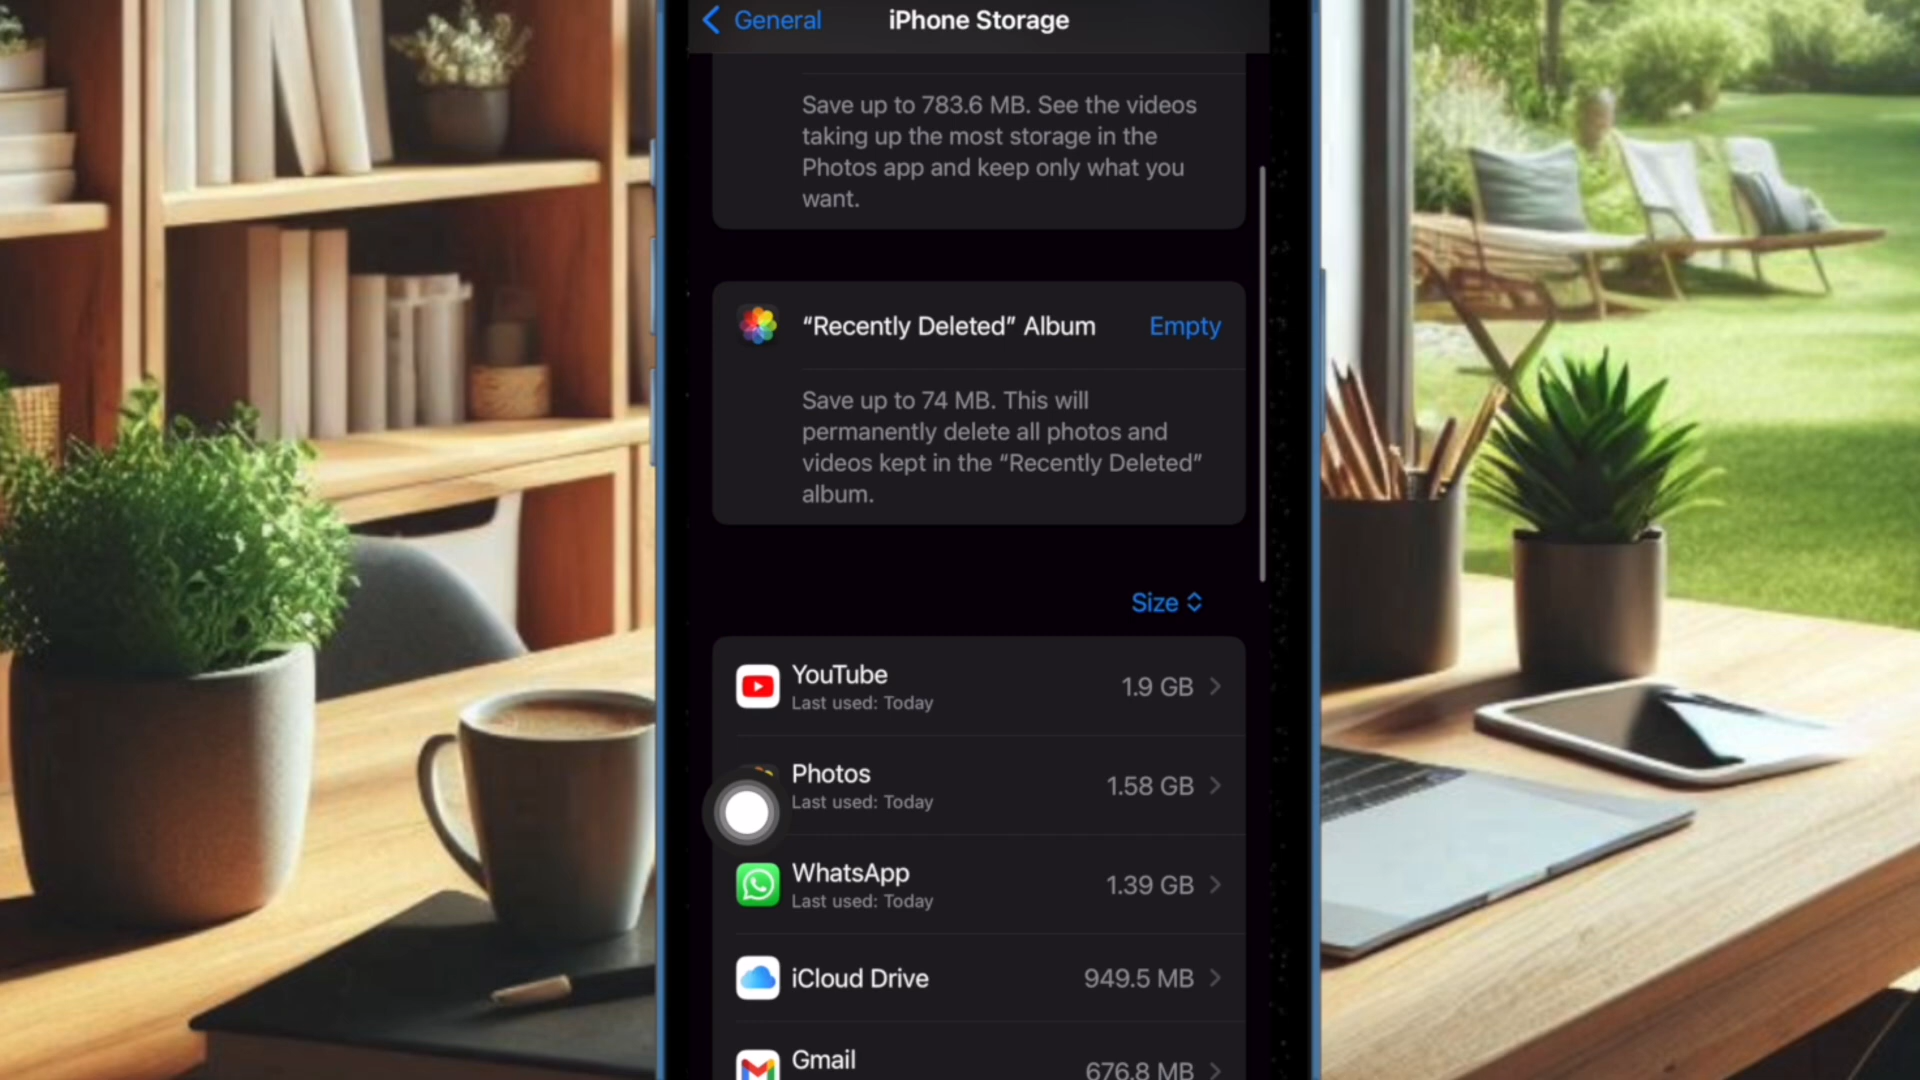 General
iPhone Storage
Save up to 783.6 MB. See the videos
taking up the most storage in the
Photos app and keep only what you
want.
“Recently Deleted” Album
Empty
Save up to 74 MB. This will
permanently delete all photos and
videos kept in the “Recently Deleted”
album.
Size
YouTube
Last used: Today
1.9 GB
Photos
Last used: Today
1.58 GB
WhatsApp
Last used: Today
1.39 GB
iCloud Drive
949.5 MB
Gmail
676.8 MB